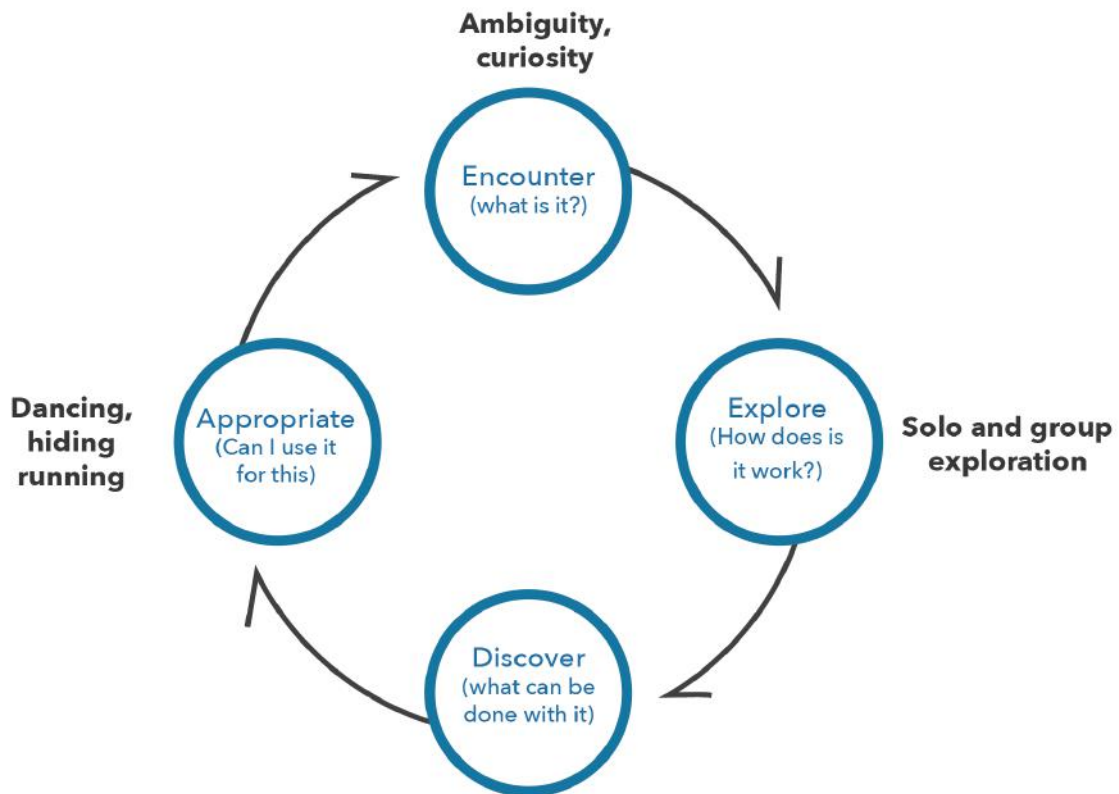 Ambiguity,
curiosity
Encounter
(what is it?)
Explore
(How does is
it work?)
Solo and group
exploration
Discover
(what can be
done with it)
Appropriate
(Can I use it
for this)
Dancing,
hiding
running